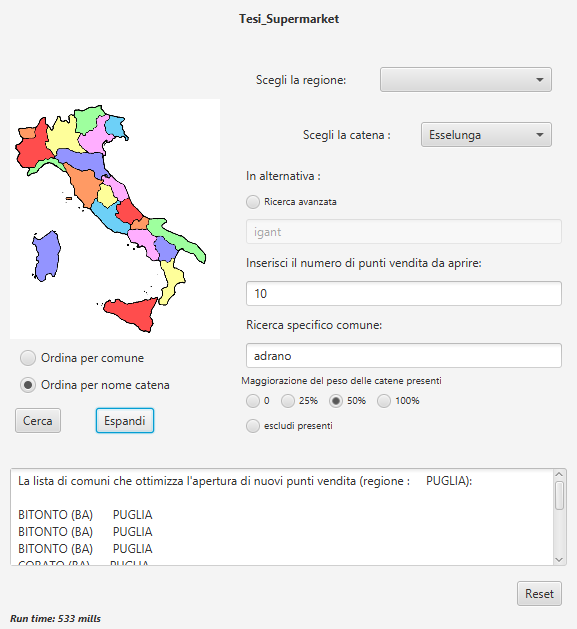 Tesi_Supermarket
Scegli la regione:
Scegli la catena : Esselunga
In alternativa :
Ricerca avanzata
igant
Inserisci il numero di punti vendita da aprire:
10
Ricerca specifico comune:
adrano
Ordina per comune
Ordina per nome catena
Maggiorazione del peso delle catene presenti
0 25% 50% 100%
escludi presenti
Cerca Espandi
La lista di comuni che ottimizza l'apertura di nuovi punti vendita (regione : PUGLIA):
BITONTO (BA) PUGLIA
BITONTO (BA) PUGLIA
BITONTO (BA) PUGLIA
CORATO (BA) PUGLIA
Reset
Run time: 533 mills